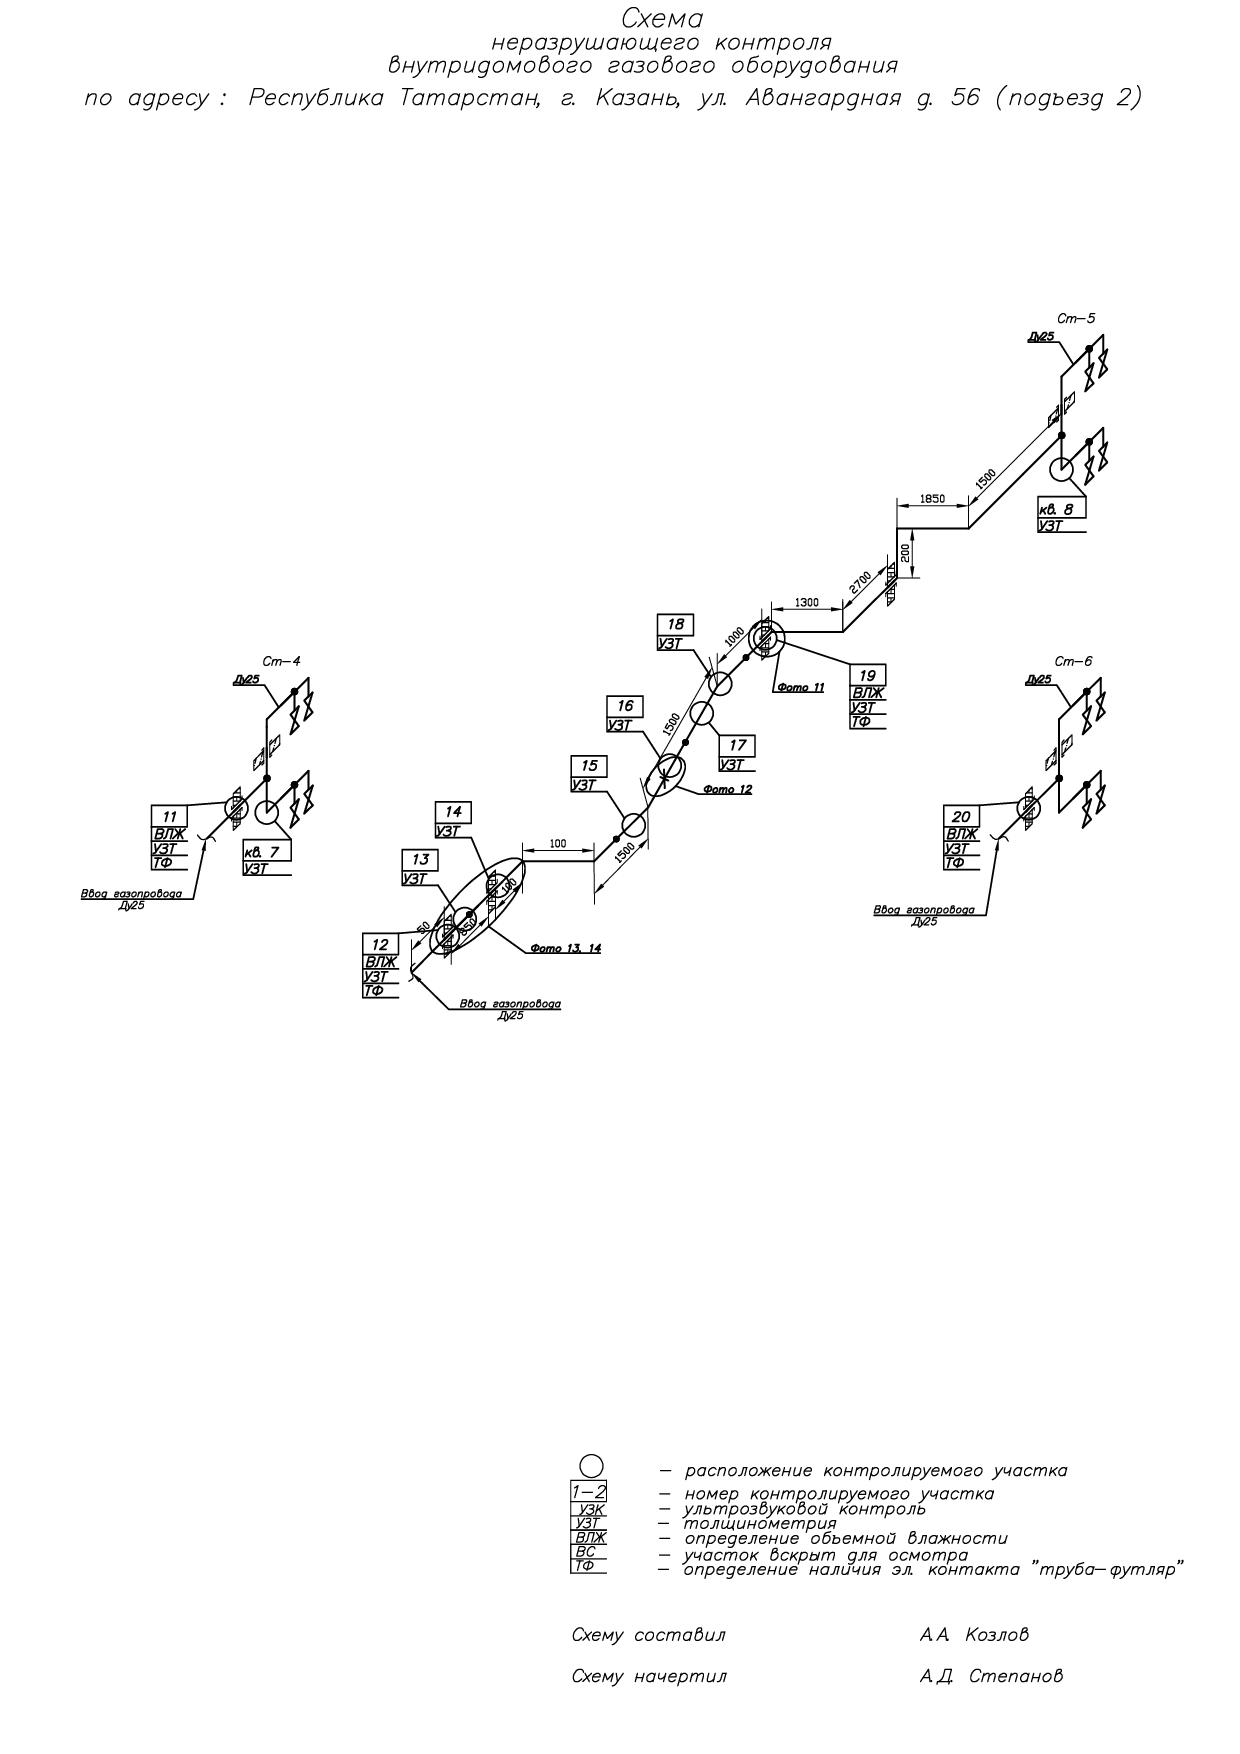 Схема
неразрушающего контроля
внутридомового газового оборудования
по адресу : Республика Татарстан, г. Казань, ул. Авангардная д. 56 (подъезд 2)
Ст-5
Ду25
1500
1850
кв. 8
УЗТ
200
2700
1300
18
УЗТ
1000
19
ВЛЖ
УЗТ
ТФ
Фото 11
Ст-4
Ду25
Ст-6
Ду25
16
УЗТ
1500
17
УЗТ
15
УЗТ
Фото 12
11
ВЛЖ
УЗТ
ТФ
кв. 7
УЗТ
14
УЗТ
20
ВЛЖ
УЗТ
ТФ
100
1500
13
УЗТ
100
Ввод газопровода
Ду25
Ввод газопровода
Ду25
50
850
12
ВЛЖ
УЗТ
ТФ
Фото 13, 14
Ввод газопровода
Ду25
– расположение контролируемого участка
1-2 – номер контролируемого участка
УЗК – ультрозвуковой контроль
УЗТ – толщинометрия
ВЛЖ – определение объемной влажности
ВС – участок вскрыт для осмотра
ТФ – определение наличия эл. контакта "труба-футляр"
Схему составил А.А. Козлов
Схему начертил А.Д. Степанов